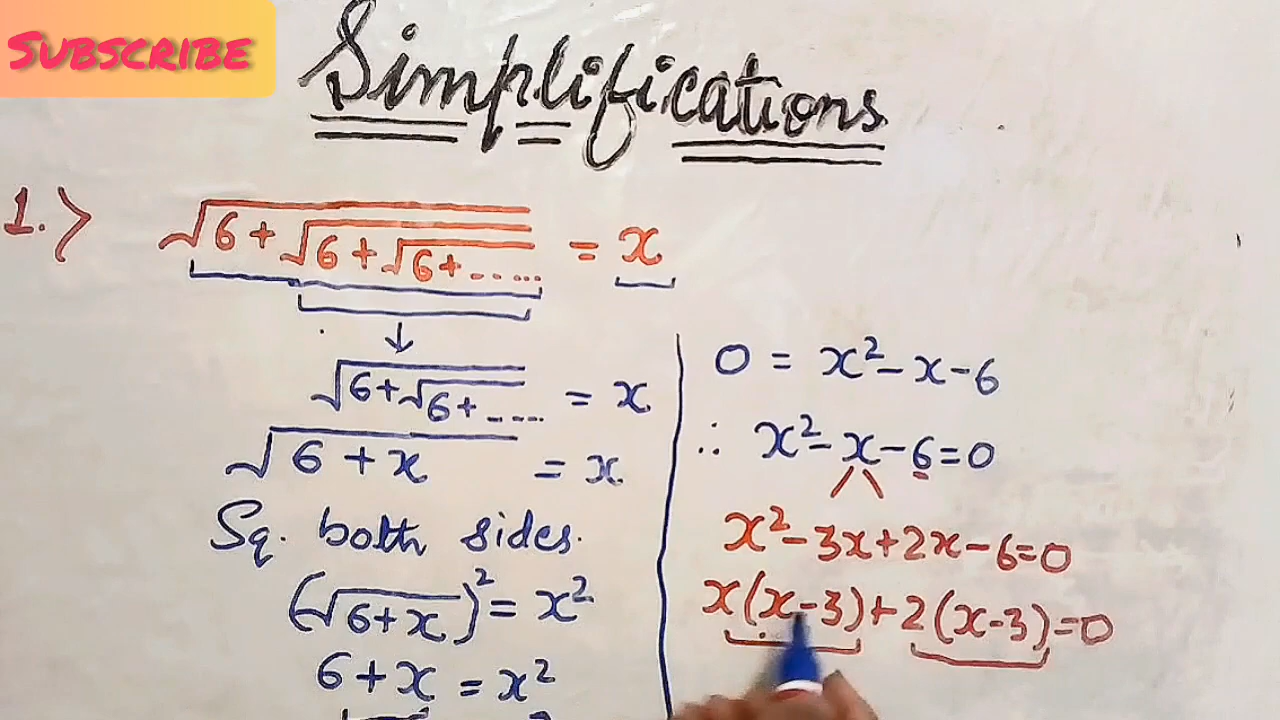 SUBSCRIBE
Simplifications
1.> √6+√6+√6+...... = x
√6+√6+.... = x
√6+x = x
Sq. both sides.
(√6+x)² = x²
6+x = x²
0 = x²-x-6
∴ x²-x-6=0
x²-3x+2x-6=0
x(x-3)+2(x-3)=0